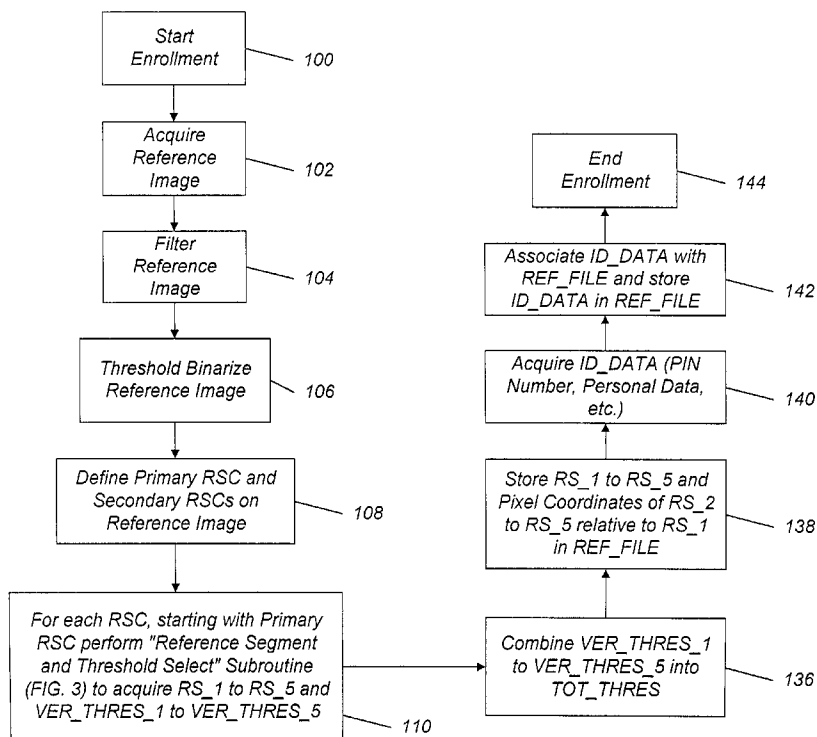 Start
Enrollment
100
Acquire
Reference
Image
102
Filter
Reference
Image
104
Threshold Binarize
Reference Image
106
Define Primary RSC and
Secondary RSCs on
Reference Image
108
For each RSC, starting with Primary
RSC perform "Reference Segment
and Threshold Select" Subroutine
(FIG. 3) to acquire RS_1 to RS_5 and
VER_THRES_1 to VER_THRES_5
110
Combine VER_THRES_1
to VER_THRES_5 into
TOT_THRES
136
Store RS_1 to RS_5 and
Pixel Coordinates of RS_2
to RS_5 relative to RS_1
in REF_FILE
138
Acquire ID_DATA (PIN
Number, Personal Data,
etc.)
140
Associate ID_DATA with
REF_FILE and store
ID_DATA in REF_FILE
142
End
Enrollment
144